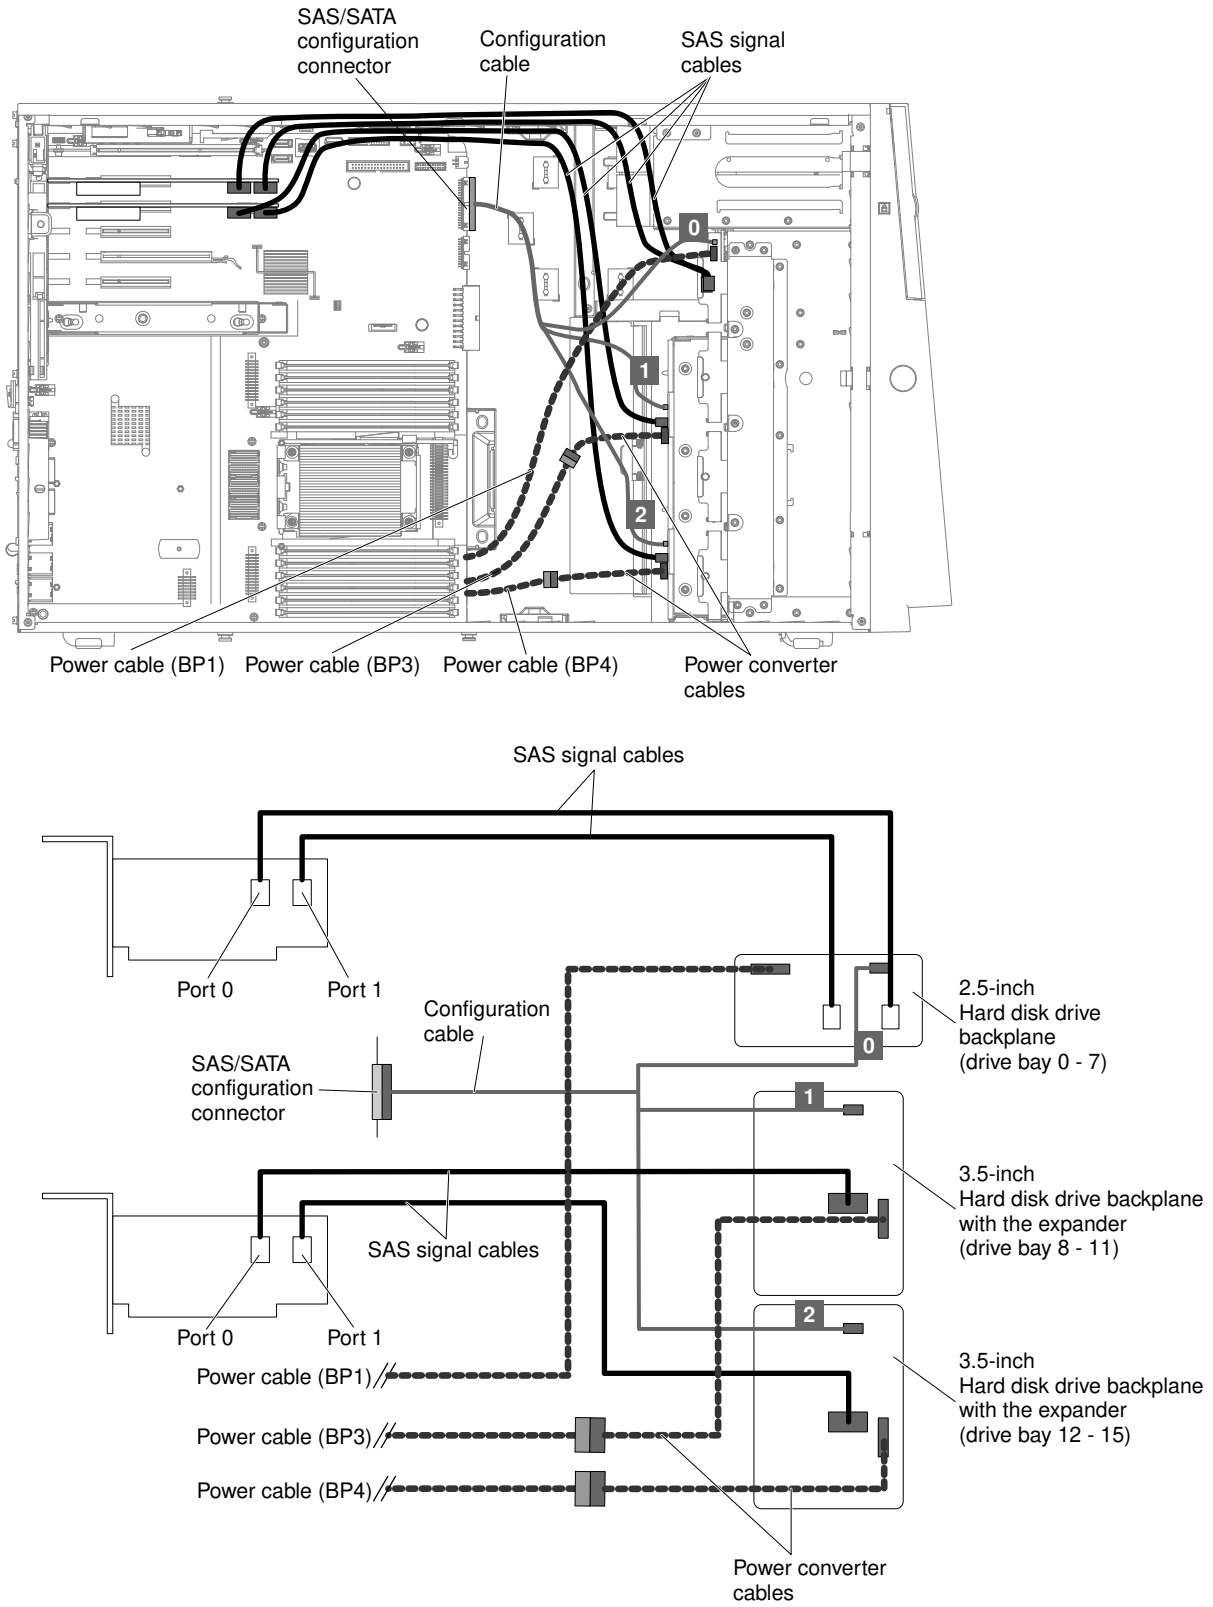 SAS/SATA
configuration
connector
Configuration
cable
SAS signal
cables
0
1
2
Power cable (BP1)
Power cable (BP3)
Power cable (BP4)
Power converter
cables
SAS signal cables
Port 0
Port 1
Configuration
cable
SAS/SATA
configuration
connector
2.5-inch
Hard disk drive
backplane
(drive bay 0 - 7)
0
1
3.5-inch
Hard disk drive backplane
with the expander
(drive bay 8 - 11)
SAS signal cables
Port 0
Port 1
2
3.5-inch
Hard disk drive backplane
with the expander
(drive bay 12 - 15)
Power cable (BP1)
Power cable (BP3)
Power cable (BP4)
Power converter
cables